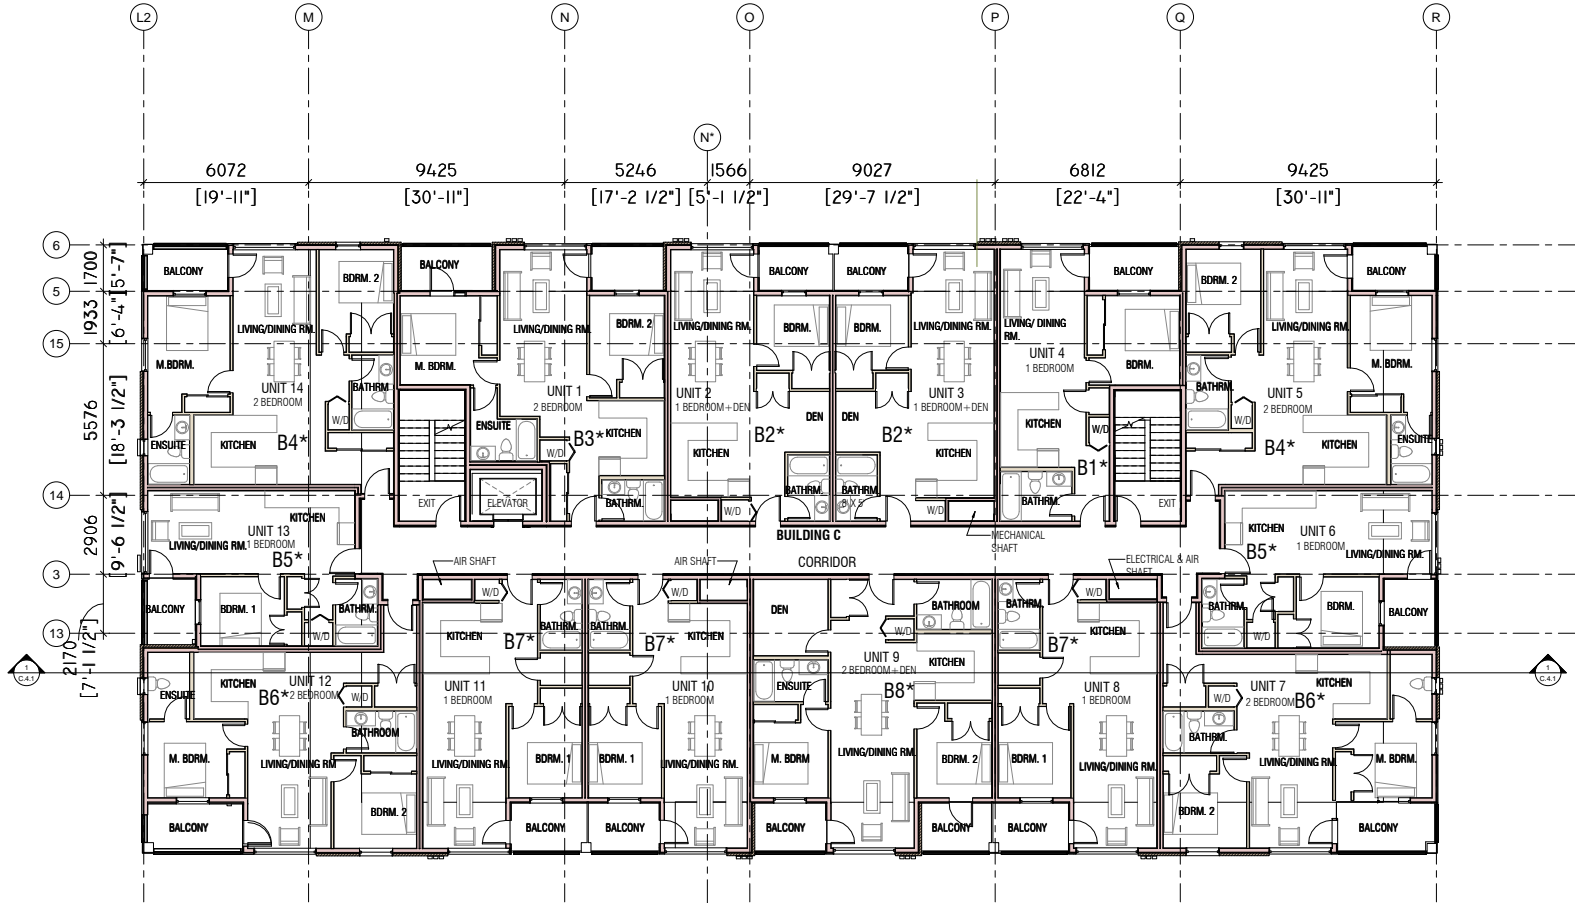 L2 M N O P Q R
N*
6072 9425 5246 1566 9027 6812 9425
[19'-11"] [30'-11"] [17'-2 1/2"] [5'-1 1/2"] [29'-7 1/2"] [22'-4"] [30'-11"]
6
1700
[5'-7"]
5
1933
6'-4"
15
5576
[18'-3 1/2"]
14
2906
[9'-6 1/2"]
3
13
2170
[7'-1 1/2"]
1
C.4.1
1
C.4.1
BALCONY
BDRM. 2
LIVING/DINING RM.
M.BDRM.
UNIT 14
2 BEDROOM
BATHRM.
W/D
ENSUITE
KITCHEN
B4*
BALCONY
LIVING/DINING RM.
BDRM. 2
M. BDRM.
UNIT 1
2 BEDROOM
ENSUITE
B3*
KITCHEN
W/D
BATHRM.
EXIT
ELEVATOR
LIVING/DINING RM.
BALCONY
BDRM.
UNIT 2
1 BEDROOM+DEN
DEN
B2*
KITCHEN
BATHRM.
W/D
BALCONY
BDRM.
LIVING/DINING RM.
UNIT 3
1 BEDROOM+DEN
DEN
B2*
KITCHEN
BATHRM.
8 X 5
W/D
BALCONY
LIVING/ DINING
RM.
UNIT 4
1 BEDROOM
BDRM.
KITCHEN
W/D
B1*
BATHRM.
EXIT
BDRM. 2
BALCONY
LIVING/DINING RM.
M. BDRM.
UNIT 5
2 BEDROOM
BATHRM.
W/D
B4*
KITCHEN
ENSUITE
BUILDING C
CORRIDOR
MECHANICAL
SHAFT
ELECTRICAL & AIR
SHAFT
AIR SHAFT
AIR SHAFT
KITCHEN
UNIT 13
1 BEDROOM
LIVING/DINING RM.
B5*
BALCONY
BDRM. 1
BATHRM.
W/D
KITCHEN
UNIT 6
1 BEDROOM
B5*
LIVING/DINING RM.
BATHRM.
BDRM.
BALCONY
W/D
ENSUITE
KITCHEN
UNIT 12
2 BEDROOM
B6*
W/D
BATHROOM
M. BDRM.
LIVING/DINING RM
BDRM. 2
BALCONY
W/D
KITCHEN
BATHRM.
B7*
UNIT 11
1 BEDROOM
LIVING/DINING RM.
BDRM. 1
BALCONY
W/D
BATHRM.
KITCHEN
B7*
UNIT 10
1 BEDROOM
BDRM. 1
LIVING/DINING RM.
BALCONY
DEN
BATHROOM
W/D
UNIT 9
2 BEDROOM+DEN
KITCHEN
ENSUITE
B8*
M. BDRM
LIVING/DINING RM.
BDRM. 2
BALCONY
BALCONY
W/D
BATHRM.
KITCHEN
B7*
UNIT 8
1 BEDROOM
BDRM. 1
LIVING/DINING RM.
BALCONY
UNIT 7
2 BEDROOM
W/D
B6*
KITCHEN
BATHRM.
LIVING/DINING RM.
M. BDRM.
BDRM. 2
BALCONY